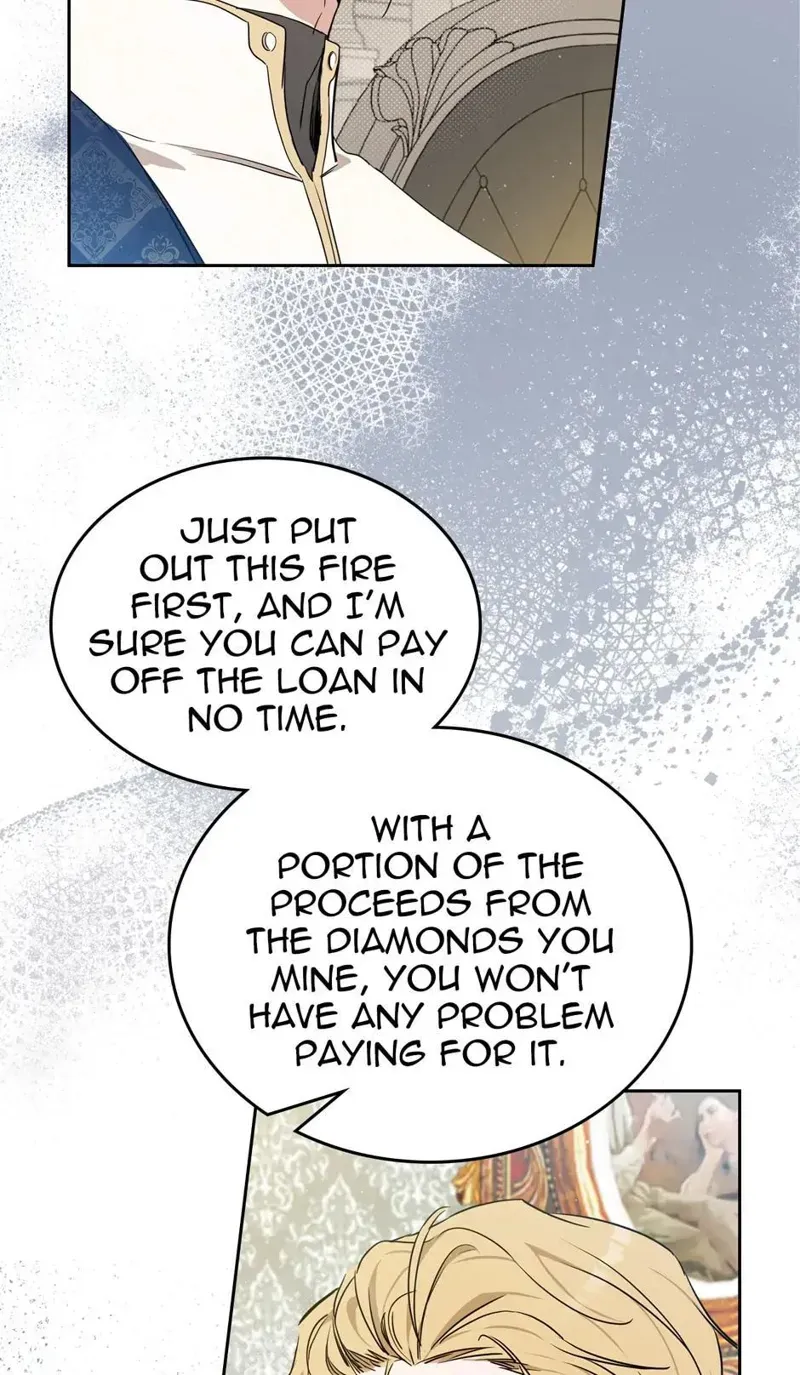 JUST PUT
OUT THIS FIRE
FIRST, AND I'M
SURE YOU CAN PAY
OFF THE LOAN IN
NO TIME.
WITH A
PORTION OF THE
PROCEEDS FROM
THE DIAMONDS YOU
MINE, YOU WON'T
HAVE ANY PROBLEM
PAYING FOR IT.